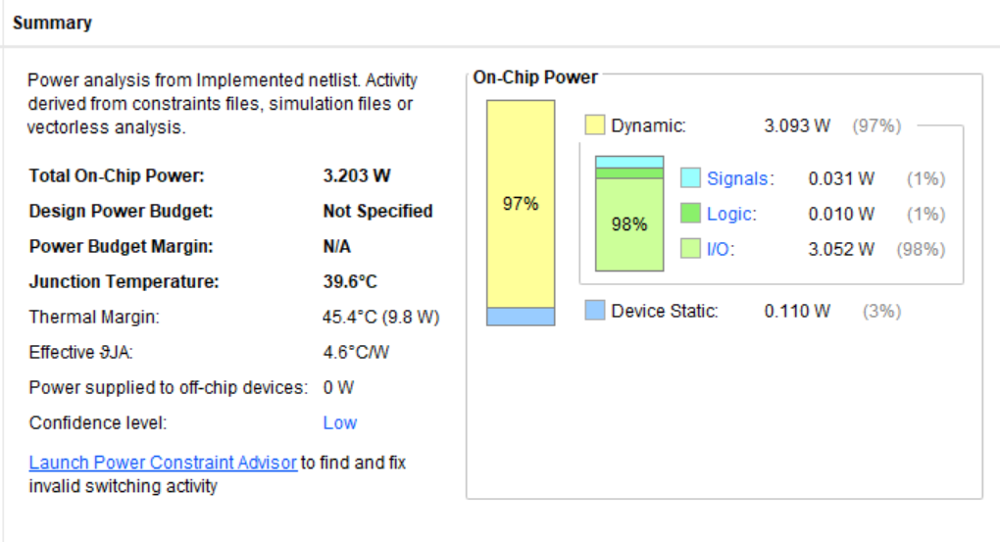 Summary
Power analysis from Implemented netlist. Activity
derived from constraints files, simulation files or
vectorless analysis.
Total On-Chip Power: 3.203 W
Design Power Budget: Not Specified
Power Budget Margin: N/A
Junction Temperature: 39.6°C
Thermal Margin: 45.4°C (9.8 W)
Effective ϑJA: 4.6°C/W
Power supplied to off-chip devices: 0 W
Confidence level: Low
Launch Power Constraint Advisor to find and fix
invalid switching activity
On-Chip Power
97%
Dynamic: 3.093 W (97%)
98%
Signals: 0.031 W (1%)
Logic: 0.010 W (1%)
I/O: 3.052 W (98%)
Device Static: 0.110 W (3%)